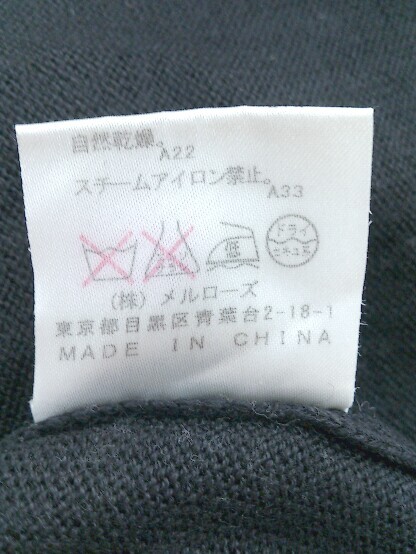 自然乾燥。
A22
スチームアイロン禁止。
A33
低
ドライ
セキユ系
(株) メルローズ
東京都目黒区青葉台2-18-1
MADE IN CHINA